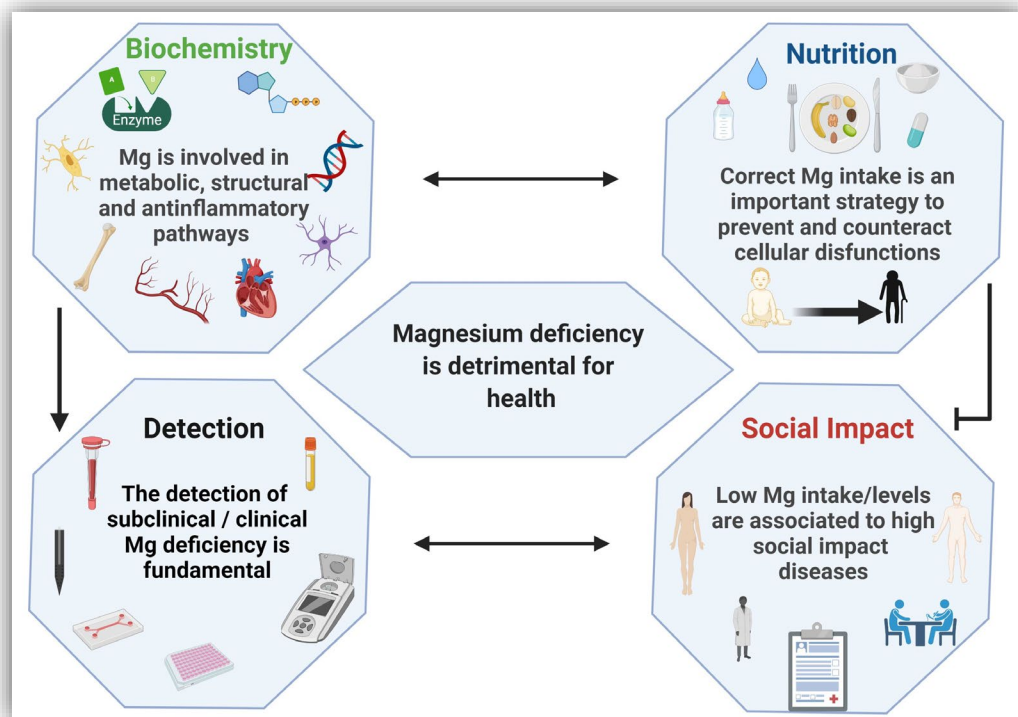 Biochemistry
A
B
Enzyme
Mg is involved in
metabolic, structural
and antinflammatory
pathways
Nutrition
Correct Mg intake is an
important strategy to
prevent and counteract
cellular disfunctions
Magnesium deficiency
is detrimental for
health
Detection
The detection of
subclinical / clinical
Mg deficiency is
fundamental
Social Impact
Low Mg intake/levels
are associated to high
social impact
diseases